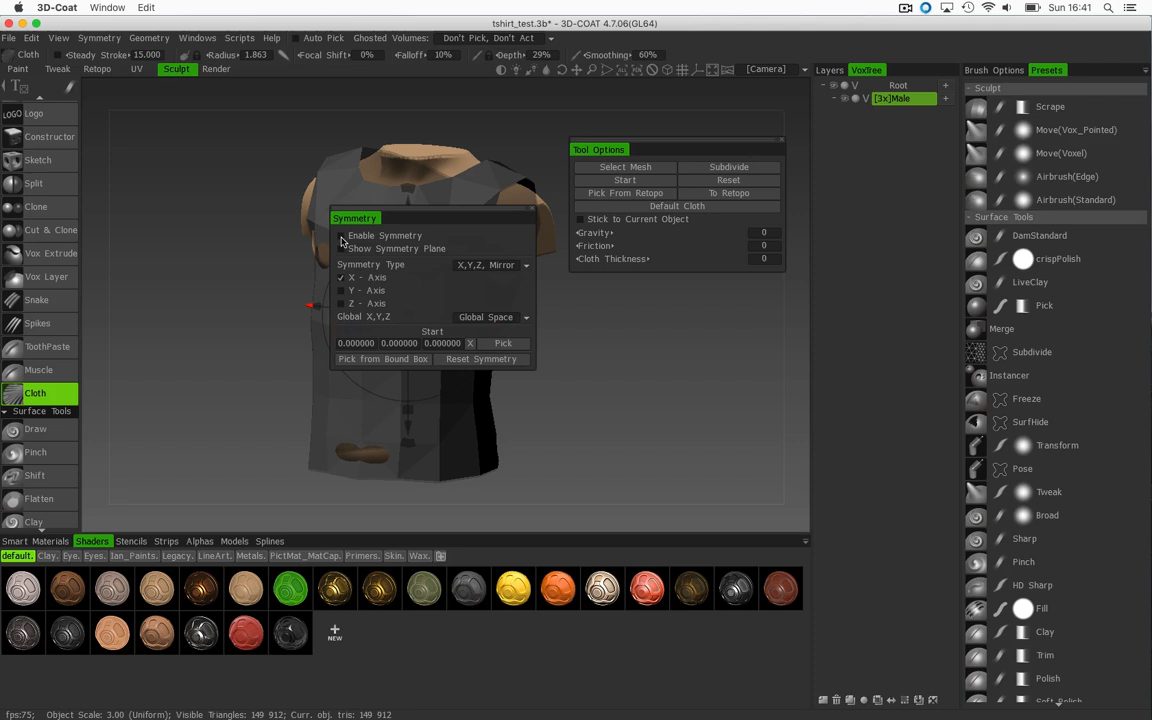 3D-Coat Window Edit Sun 16:41
tshirt_test.3b* - 3D-COAT 4.7.06(GL64)
File Edit View Symmetry Geometry Windows Scripts Help Auto Pick Ghosted Volumes: Don't Pick, Don't Act
Cloth Steady Stroke 15.000 Radius 1.863 Focal Shift 0% Falloff 10% Depth 29% Smoothing 60%
Paint Tweak Retopo UV Sculpt Render [Camera]
Logo
Constructor
Sketch
Split
Clone
Cut & Clone
Vox Extrude
Vox Layer
Snake
Spikes
ToothPaste
Muscle
Cloth
Surface Tools
Draw
Pinch
Shift
Flatten
Clay
Symmetry
Enable Symmetry
Show Symmetry Plane
Symmetry Type X,Y,Z, Mirror
X - Axis
Y - Axis
Z - Axis
Global X,Y,Z Global Space
Start
0.000000 0.000000 0.000000 X Pick
Pick from Bound Box Reset Symmetry
Tool Options
Select Mesh Subdivide
Start Reset
Pick From Retopo To Retopo
Default Cloth
Stick to Current Object
Gravity 0
Friction 0
Cloth Thickness 0
Layers VoxTree
V Root +
V [3x]Male +
Brush Options Presets
Sculpt
Scrape
Move(Vox_Pointed)
Move(Voxel)
Airbrush(Edge)
Airbrush(Standard)
Surface Tools
DamStandard
crispPolish
LiveClay
Pick
Merge
Subdivide
Instancer
Freeze
SurfHide
Transform
Pose
Tweak
Broad
Sharp
Pinch
HD Sharp
Fill
Clay
Trim
Polish
Soft Polish
Smart Materials Shaders Stencils Strips Alphas Models Splines
default. Clay. Eye. Eyes. Ian_Paints. Legacy. LineArt. Metals. PictMat_MatCap. Primers. Skin. Wax.
NEW
fps:75; Object Scale: 3.00 (Uniform); Visible Triangles: 149 912; Curr. obj. tris: 149 912